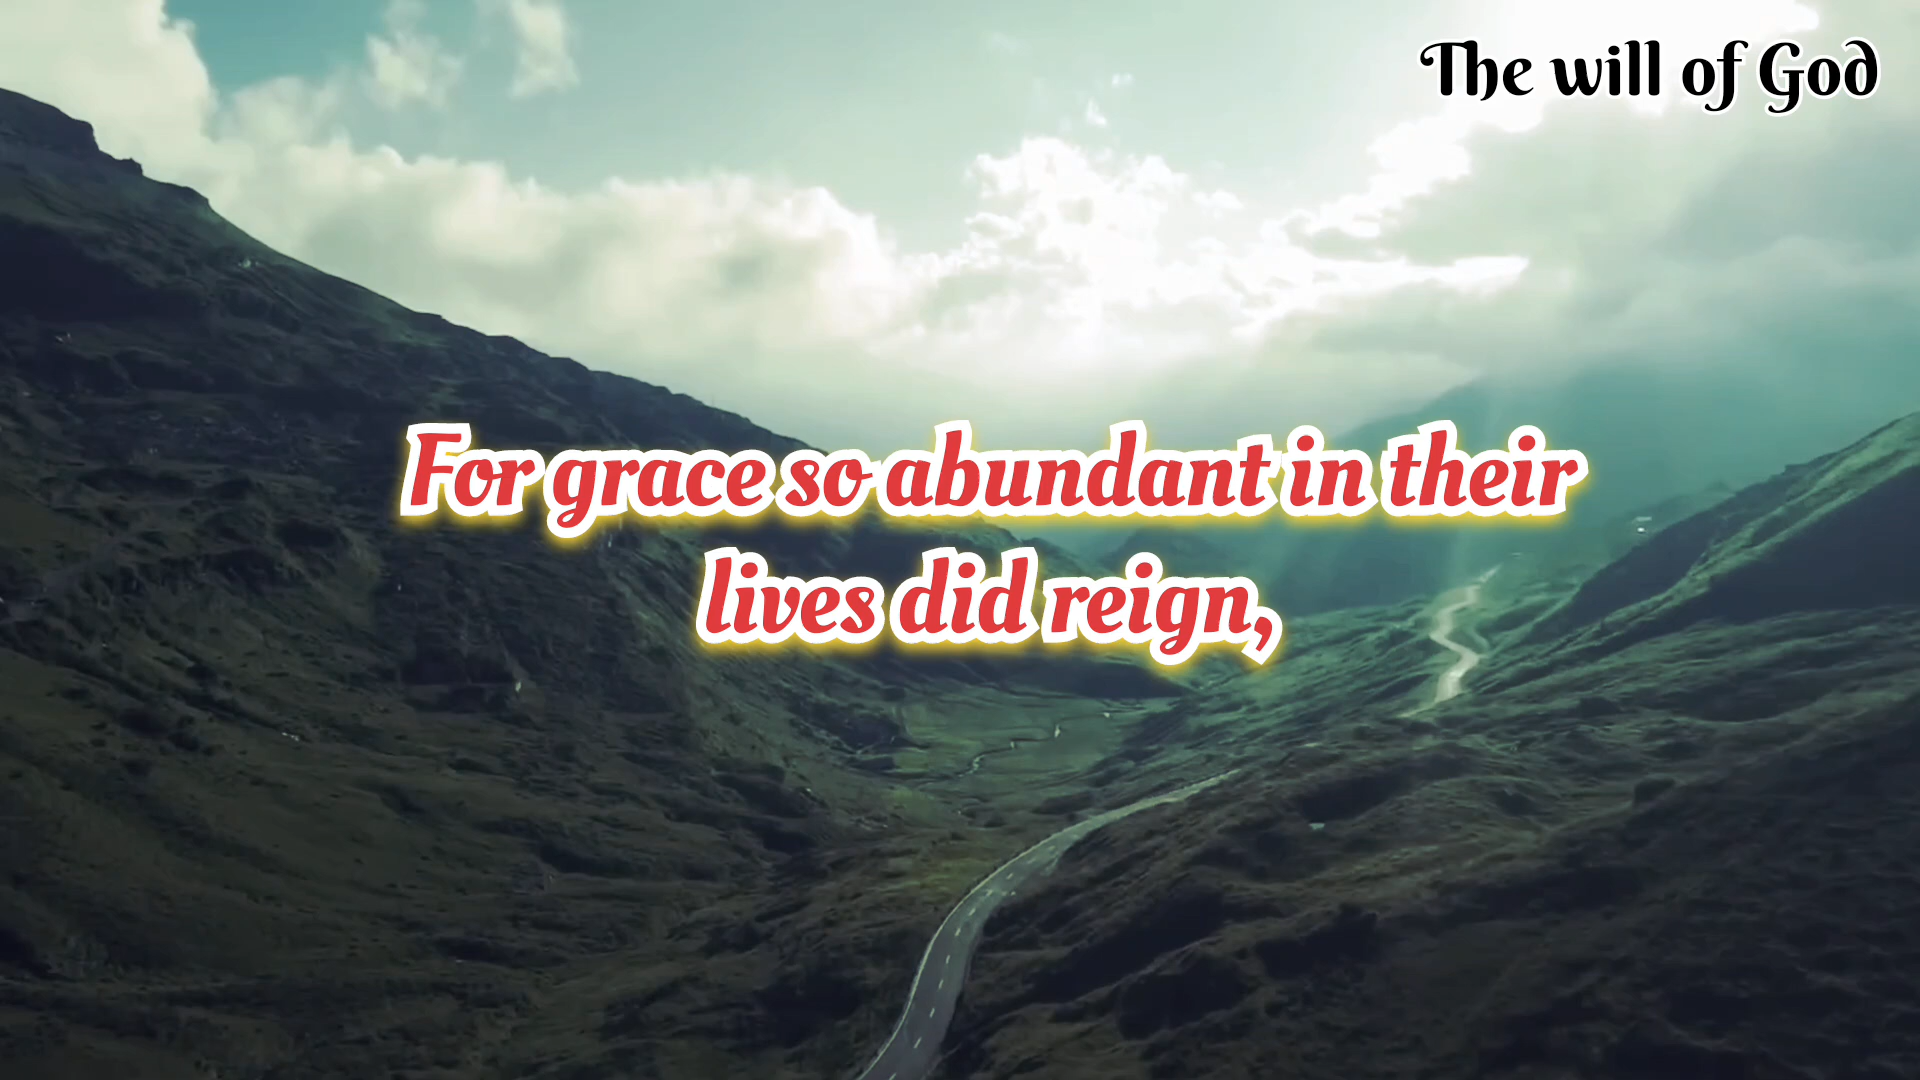 The will of God
For grace so abundant in their
lives did reign,